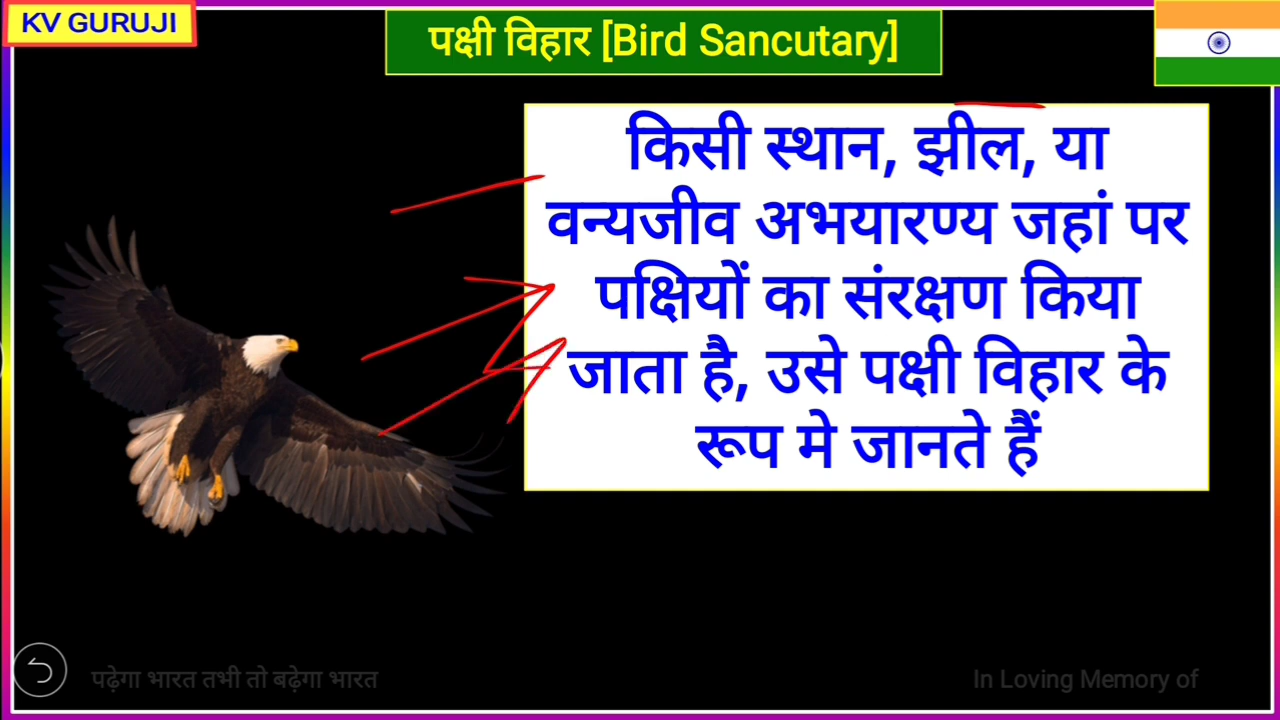 KV GURUJI
पक्षी विहार [Bird Sancutary]
किसी स्थान, झील, या
वन्यजीव अभयारण्य जहां पर
पक्षियों का संरक्षण किया
जाता है, उसे पक्षी विहार के
रूप मे जानते हैं
पढ़ेगा भारत तभी तो बढ़ेगा भारत
In Loving Memory of